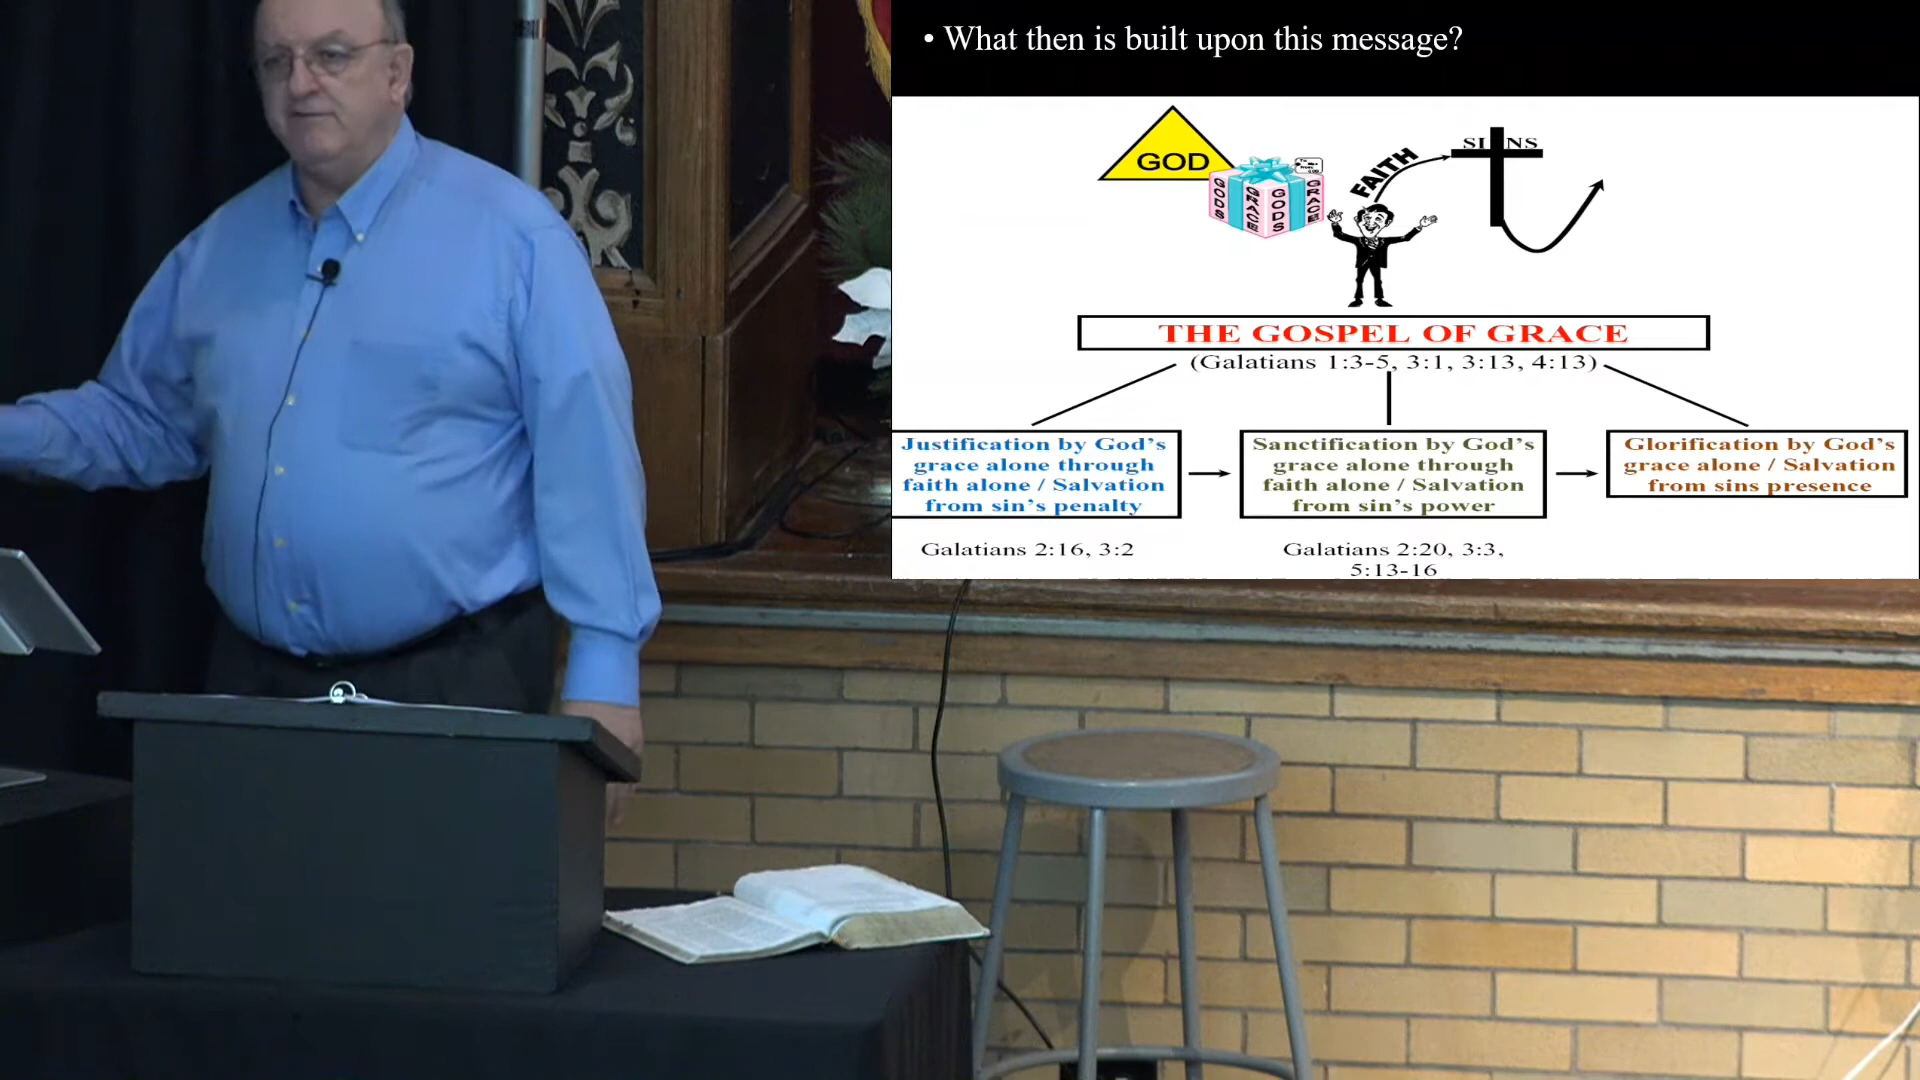 • What then is built upon this message?
GOD
GODS
GRACE
GODS
GRACE
FAITH
SINS
THE GOSPEL OF GRACE
(Galatians 1:3-5, 3:1, 3:13, 4:13)
Justification by God's
grace alone through
faith alone / Salvation
from sin's penalty
Sanctification by God's
grace alone through
faith alone / Salvation
from sin's power
Glorification by God's
grace alone / Salvation
from sins presence
Galatians 2:16, 3:2
Galatians 2:20, 3:3,
5:13-16